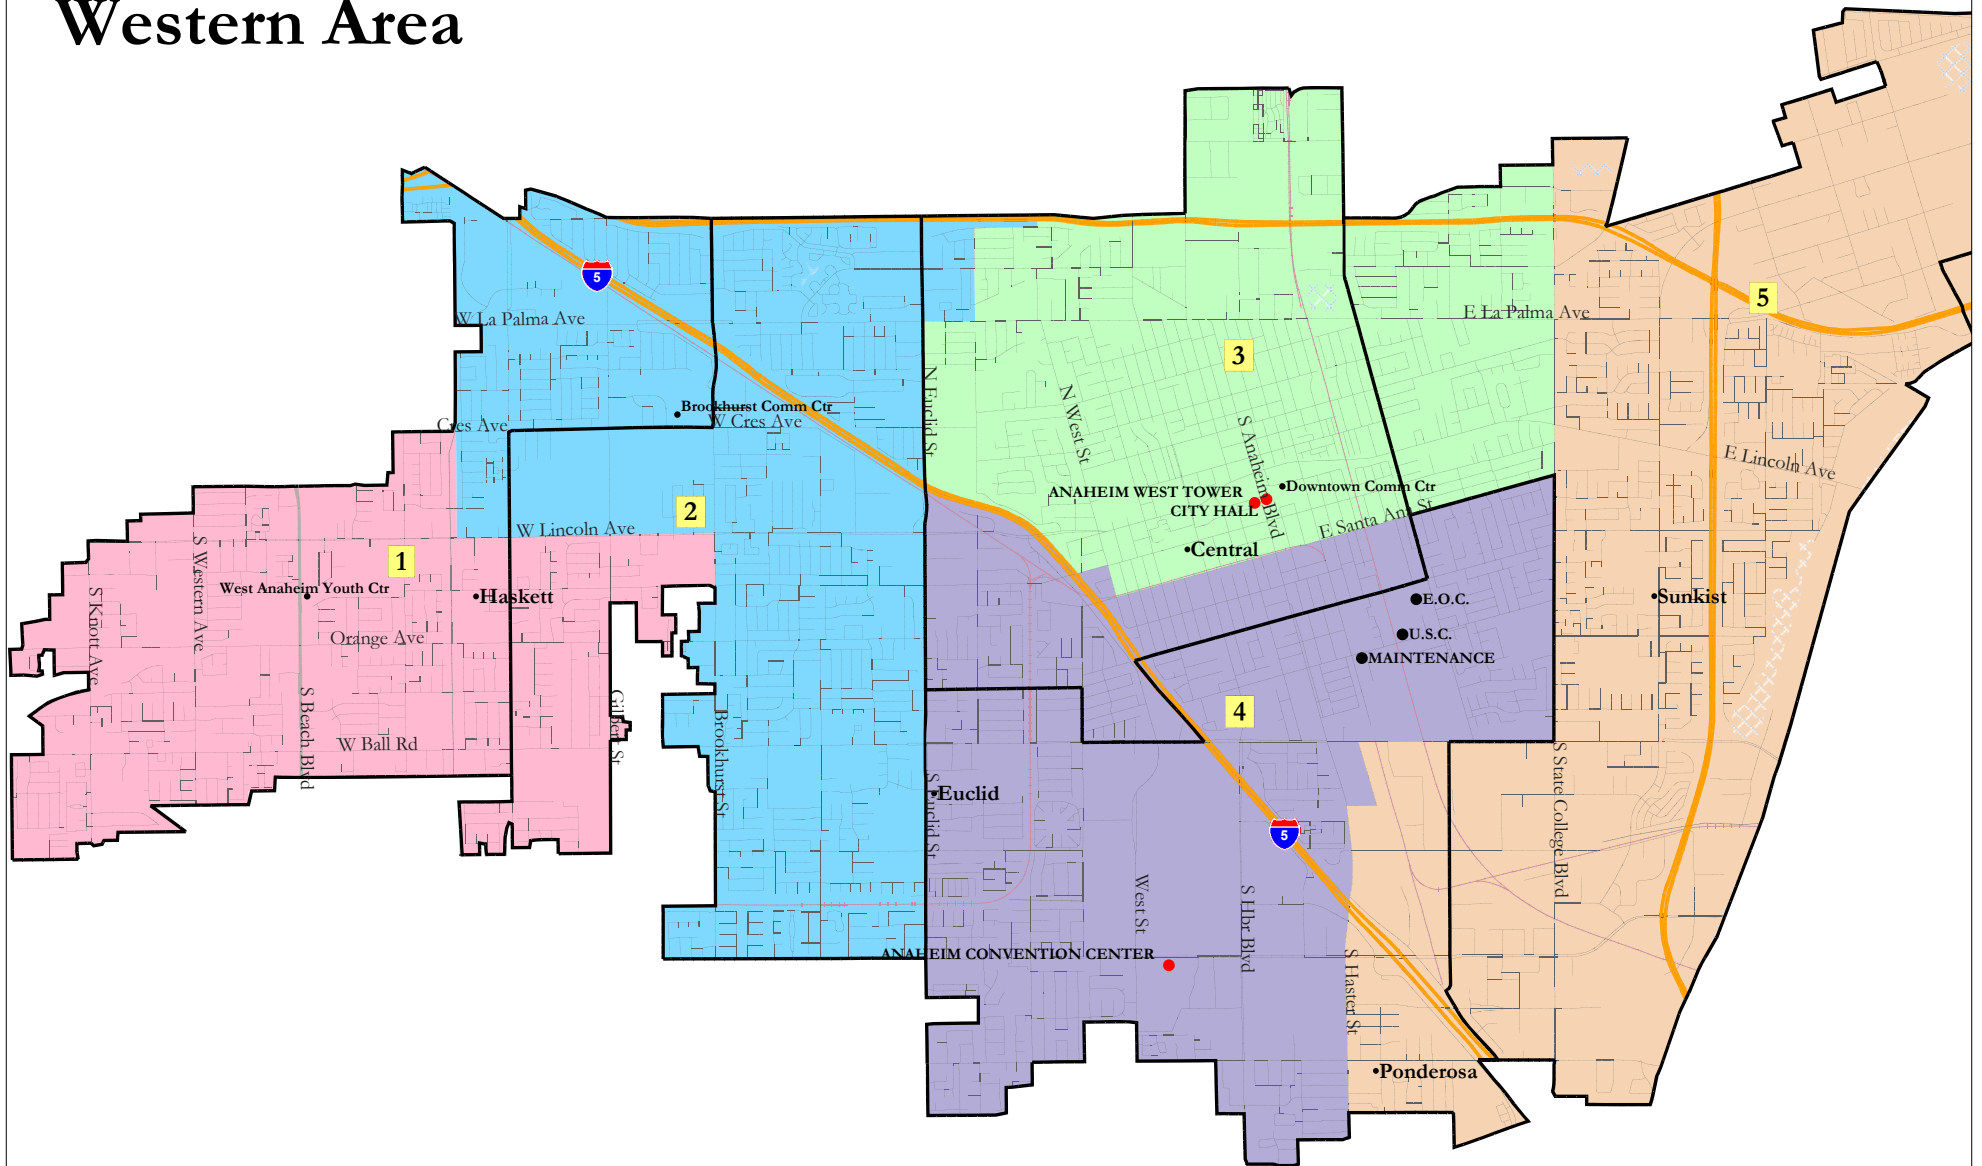 Western Area
5
5
W La Palma Ave
E La Palma Ave
3
Brookhurst Comm Ctr
W Cres Ave
Cres Ave
N Euclid St
N West St
S Anaheim Blvd
E Lincoln Ave
ANAHEIM WEST TOWER
Downtown Comm Ctr
CITY HALL
E Santa Ana St
2
W Lincoln Ave
Central
1
S Western Ave
West Anaheim Youth Ctr
Haskett
S Knott Ave
Orange Ave
E.O.C.
Sunkist
U.S.C.
MAINTENANCE
S Beach Blvd
W Ball Rd
Gilbert St
Brookhurst St
4
S Euclid St
Euclid
S State College Blvd
5
West St
S Hbr Blvd
ANAHEIM CONVENTION CENTER
S Haster St
Ponderosa